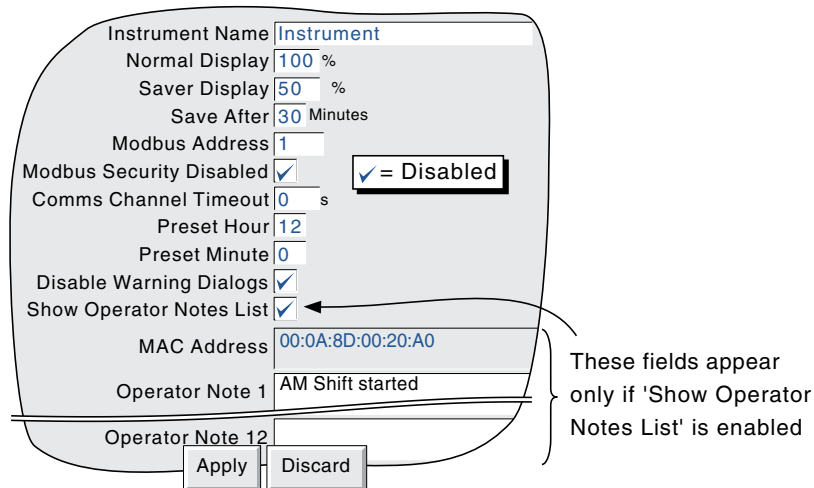 Instrument Name Instrument
Normal Display 100 %
Saver Display 50 %
Save After 30 Minutes
Modbus Address 1
Modbus Security Disabled ✓
✓ = Disabled
Comms Channel Timeout 0 s
Preset Hour 12
Preset Minute 0
Disable Warning Dialogs ✓
Show Operator Notes List ✓
MAC Address 00:0A:8D:00:20:A0
Operator Note 1 AM Shift started
Operator Note 12
Apply Discard
These fields appear
only if 'Show Operator
Notes List' is enabled